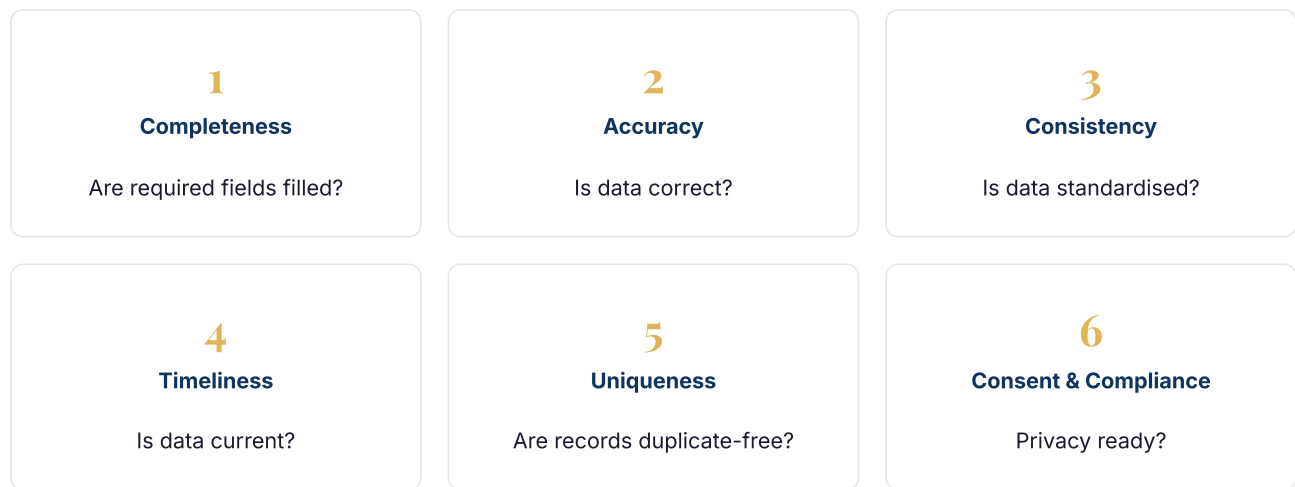 1
Completeness
Are required fields filled?
2
Accuracy
Is data correct?
3
Consistency
Is data standardised?
4
Timeliness
Is data current?
5
Uniqueness
Are records duplicate-free?
6
Consent & Compliance
Privacy ready?